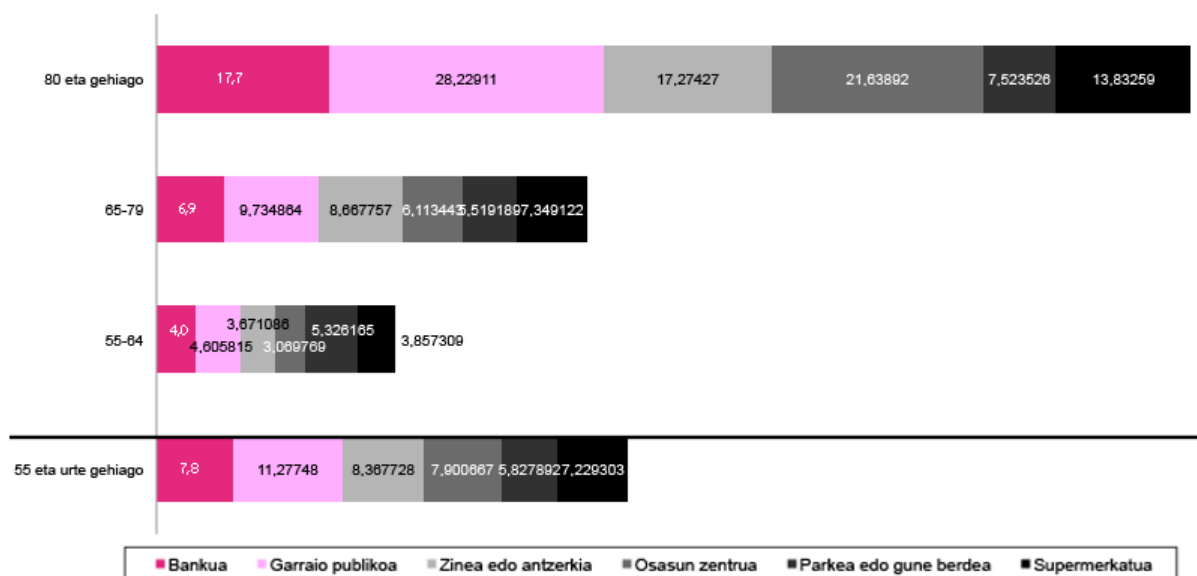 80 eta gehiago 17,7 28,22911 17,27427 21,63892 7,523526 13,83259
65-79 6,9 9,734864 8,667757 6,113443 5,519189 7,349122
55-64 4,0 4,605815 3,671086 3,069769 5,326165 3,857309
55 eta urte gehiago 7,8 11,27748 8,367728 7,900667 5,827892 7,229303
Bankua Garraio publikoa Zinea edo antzerkia Osasun zentrua Parkea edo gune berdea Supermerkatua